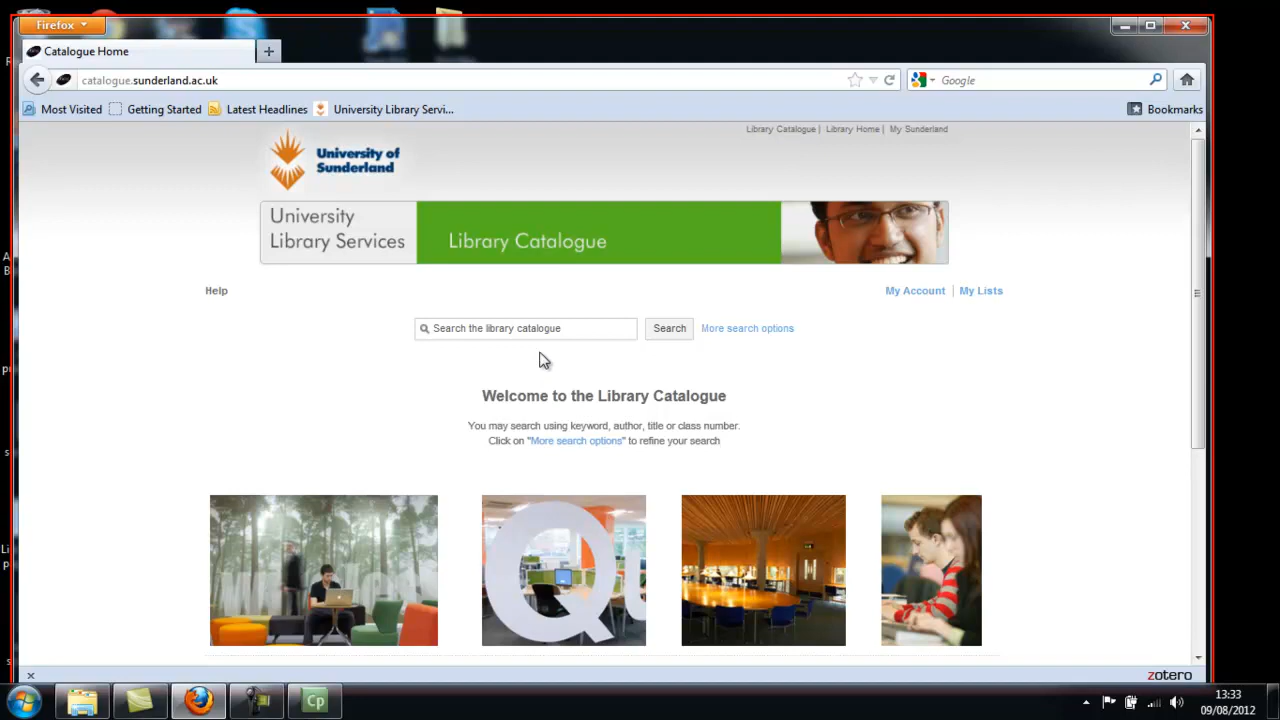 Firefox
Catalogue Home
catalogue.sunderland.ac.uk
Google
Most Visited
Getting Started
Latest Headlines
University Library Servi...
Bookmarks
Library Catalogue | Library Home | My Sunderland
University of
Sunderland
University
Library Services
Library Catalogue
Help
My Account | My Lists
Search the library catalogue
Search
More search options
Welcome to the Library Catalogue
You may search using keyword, author, title or class number.
Click on "More search options" to refine your search
Qu
x
zotero
Cp
13:33
09/08/2012